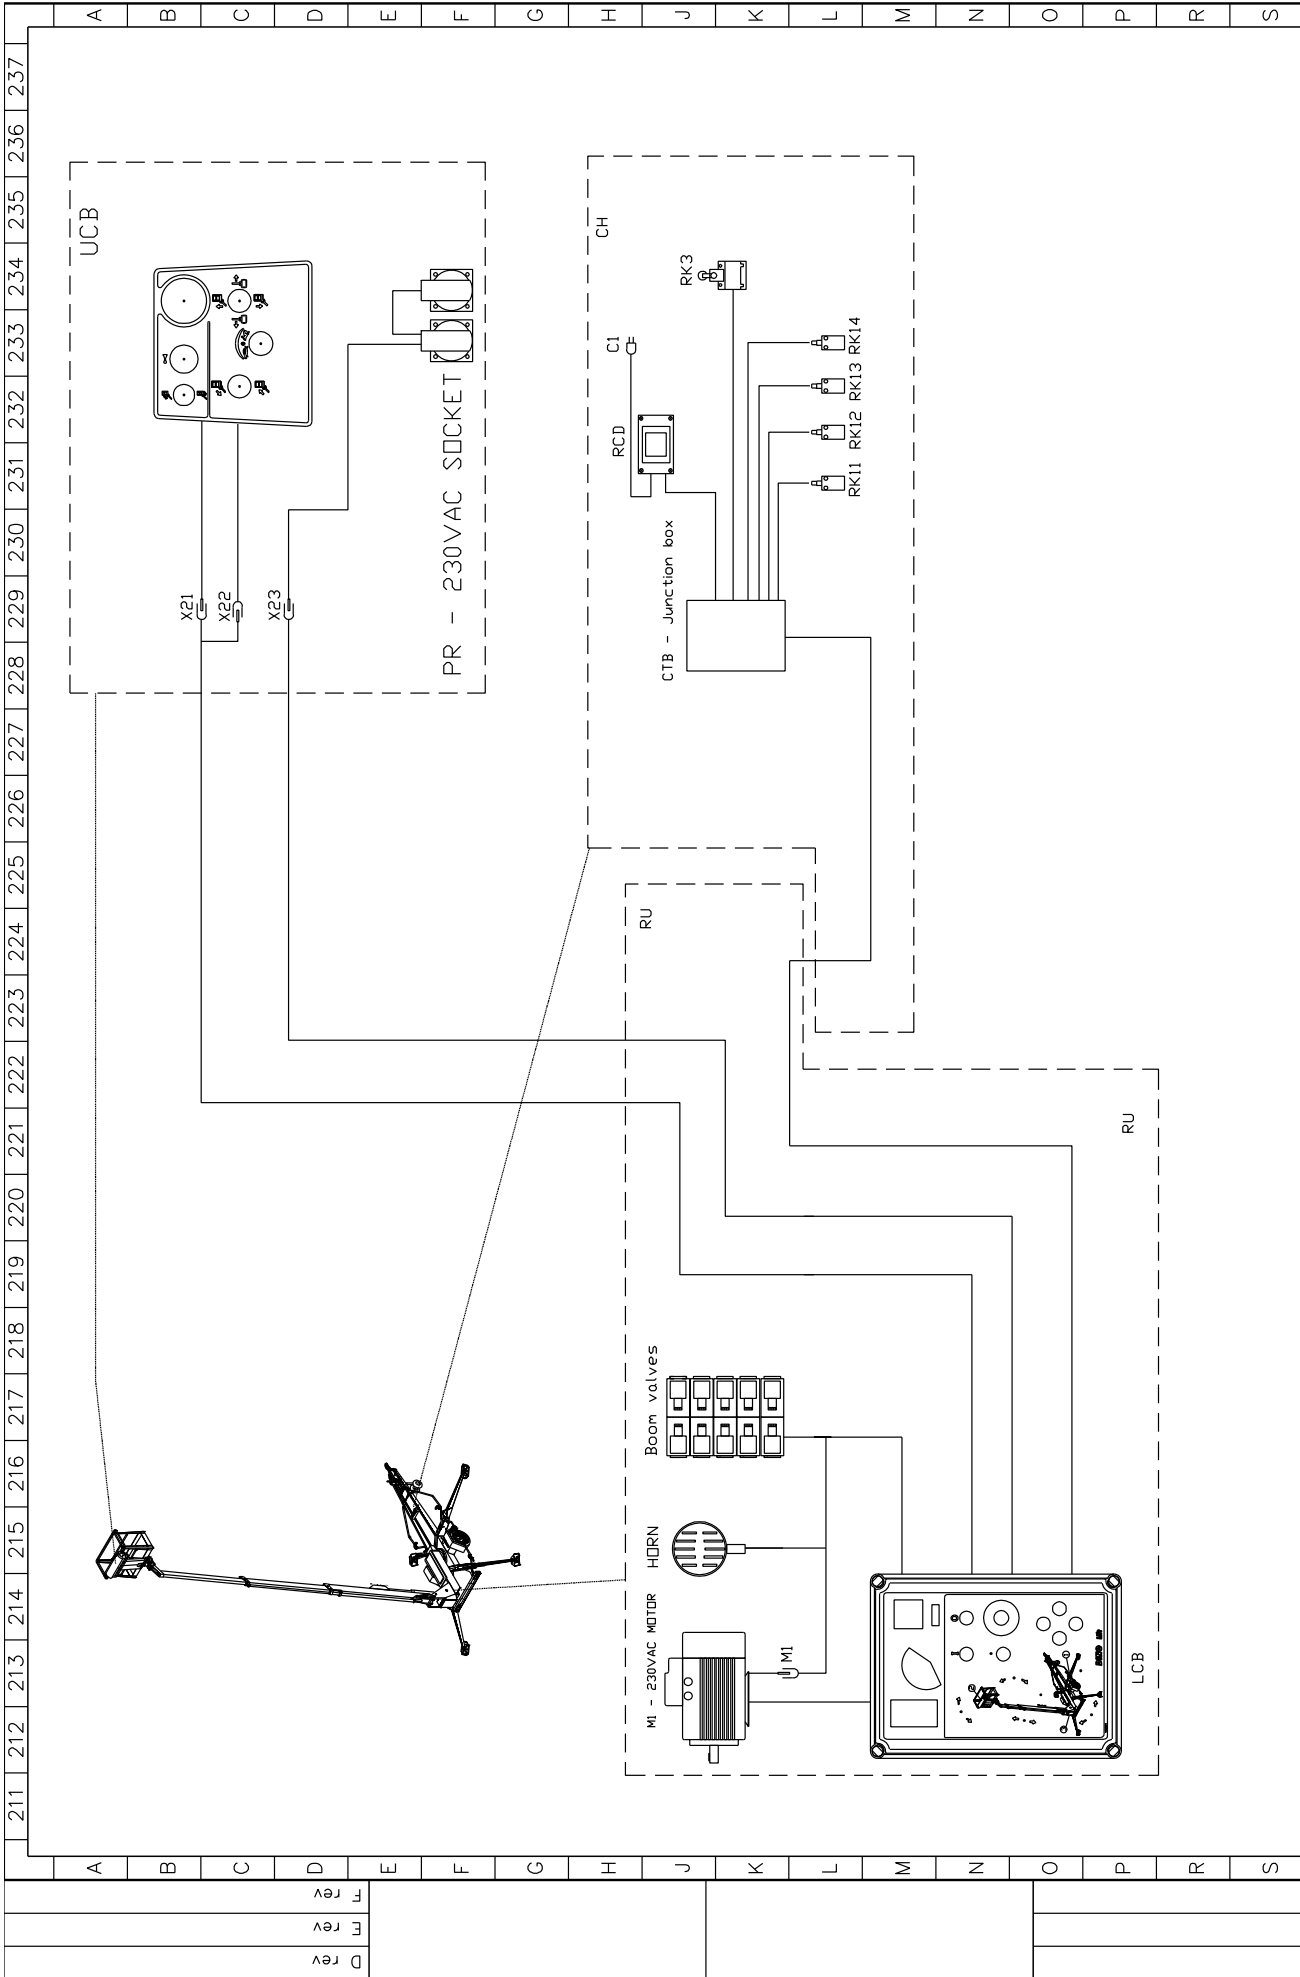 A B C D E F G H J K L M N O P R S
237
236
235
234
233
232
231
230
229
228
227
226
225
224
223
222
221
220
219
218
217
216
215
214
213
212
211
UCB
X21
X22
X23
PR - 230VAC SOCKET
CH
C1
RCD
RK3
CTB - Junction box
RK11 RK12 RK13 RK14
RU
RU
Boom valves
HORN
M1 - 230VAC MOTOR
M1
LCB
A B C D E F G H J K L M N O P R S
F rev
E rev
D rev